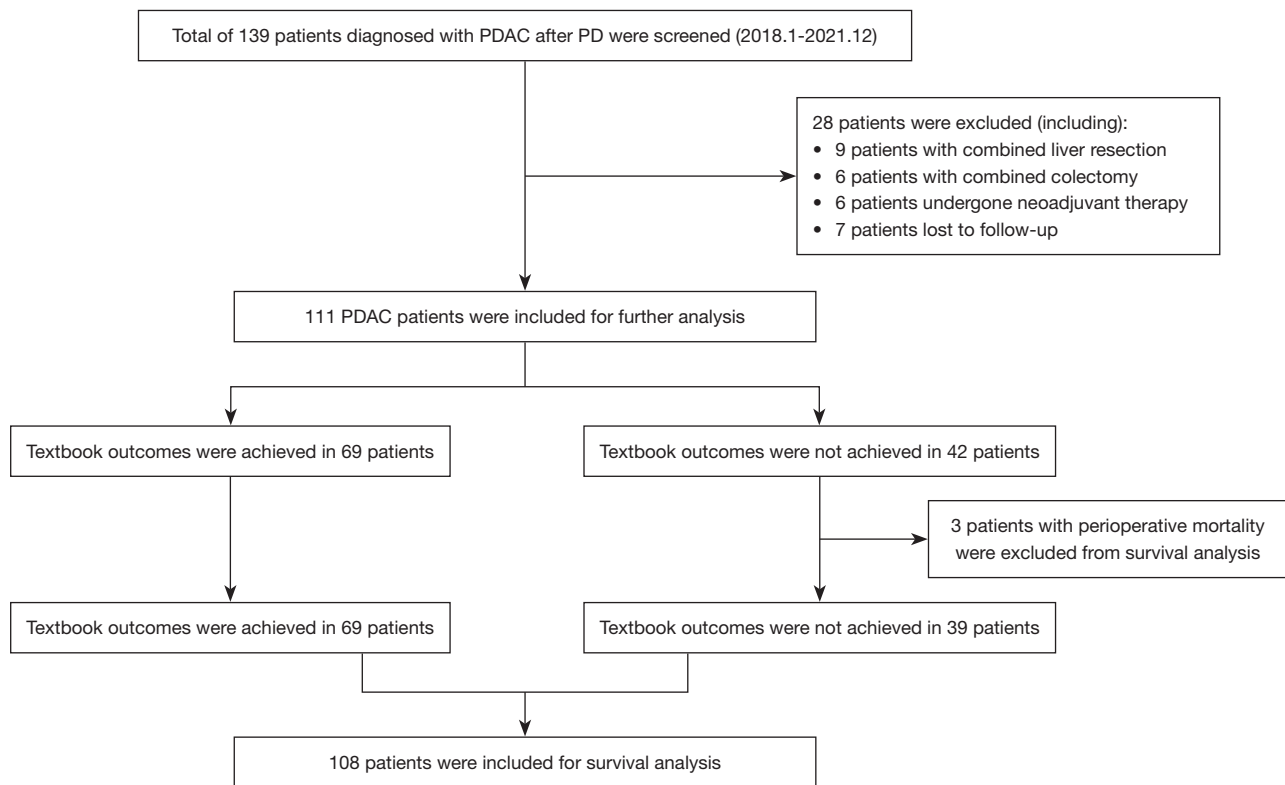 Total of 139 patients diagnosed with PDAC after PD were screened (2018.1-2021.12)
28 patients were excluded (including):
• 9 patients with combined liver resection
• 6 patients with combined colectomy
• 6 patients undergone neoadjuvant therapy
• 7 patients lost to follow-up
111 PDAC patients were included for further analysis
Textbook outcomes were achieved in 69 patients
Textbook outcomes were not achieved in 42 patients
3 patients with perioperative mortality
were excluded from survival analysis
Textbook outcomes were achieved in 69 patients
Textbook outcomes were not achieved in 39 patients
108 patients were included for survival analysis